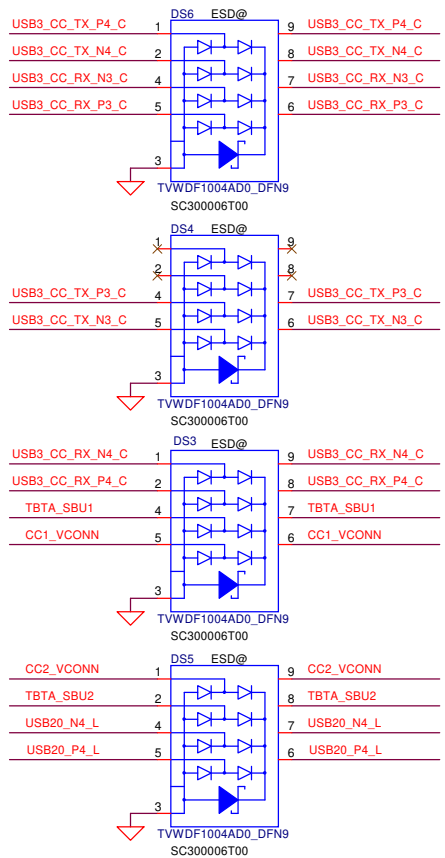 DS6 ESD@
USB3_CC_TX_P4_C 1 9 USB3_CC_TX_P4_C
USB3_CC_TX_N4_C 2 8 USB3_CC_TX_N4_C
USB3_CC_RX_N3_C 4 7 USB3_CC_RX_N3_C
USB3_CC_RX_P3_C 5 6 USB3_CC_RX_P3_C
3
TVWDF1004AD0_DFN9
SC300006T00
DS4 ESD@
1 9
2 8
USB3_CC_TX_P3_C 4 7 USB3_CC_TX_P3_C
USB3_CC_TX_N3_C 5 6 USB3_CC_TX_N3_C
3
TVWDF1004AD0_DFN9
SC300006T00
DS3 ESD@
USB3_CC_RX_N4_C 1 9 USB3_CC_RX_N4_C
USB3_CC_RX_P4_C 2 8 USB3_CC_RX_P4_C
TBTA_SBU1 4 7 TBTA_SBU1
CC1_VCONN 5 6 CC1_VCONN
3
TVWDF1004AD0_DFN9
SC300006T00
DS5 ESD@
CC2_VCONN 1 9 CC2_VCONN
TBTA_SBU2 2 8 TBTA_SBU2
USB20_N4_L 4 7 USB20_N4_L
USB20_P4_L 5 6 USB20_P4_L
3
TVWDF1004AD0_DFN9
SC300006T00